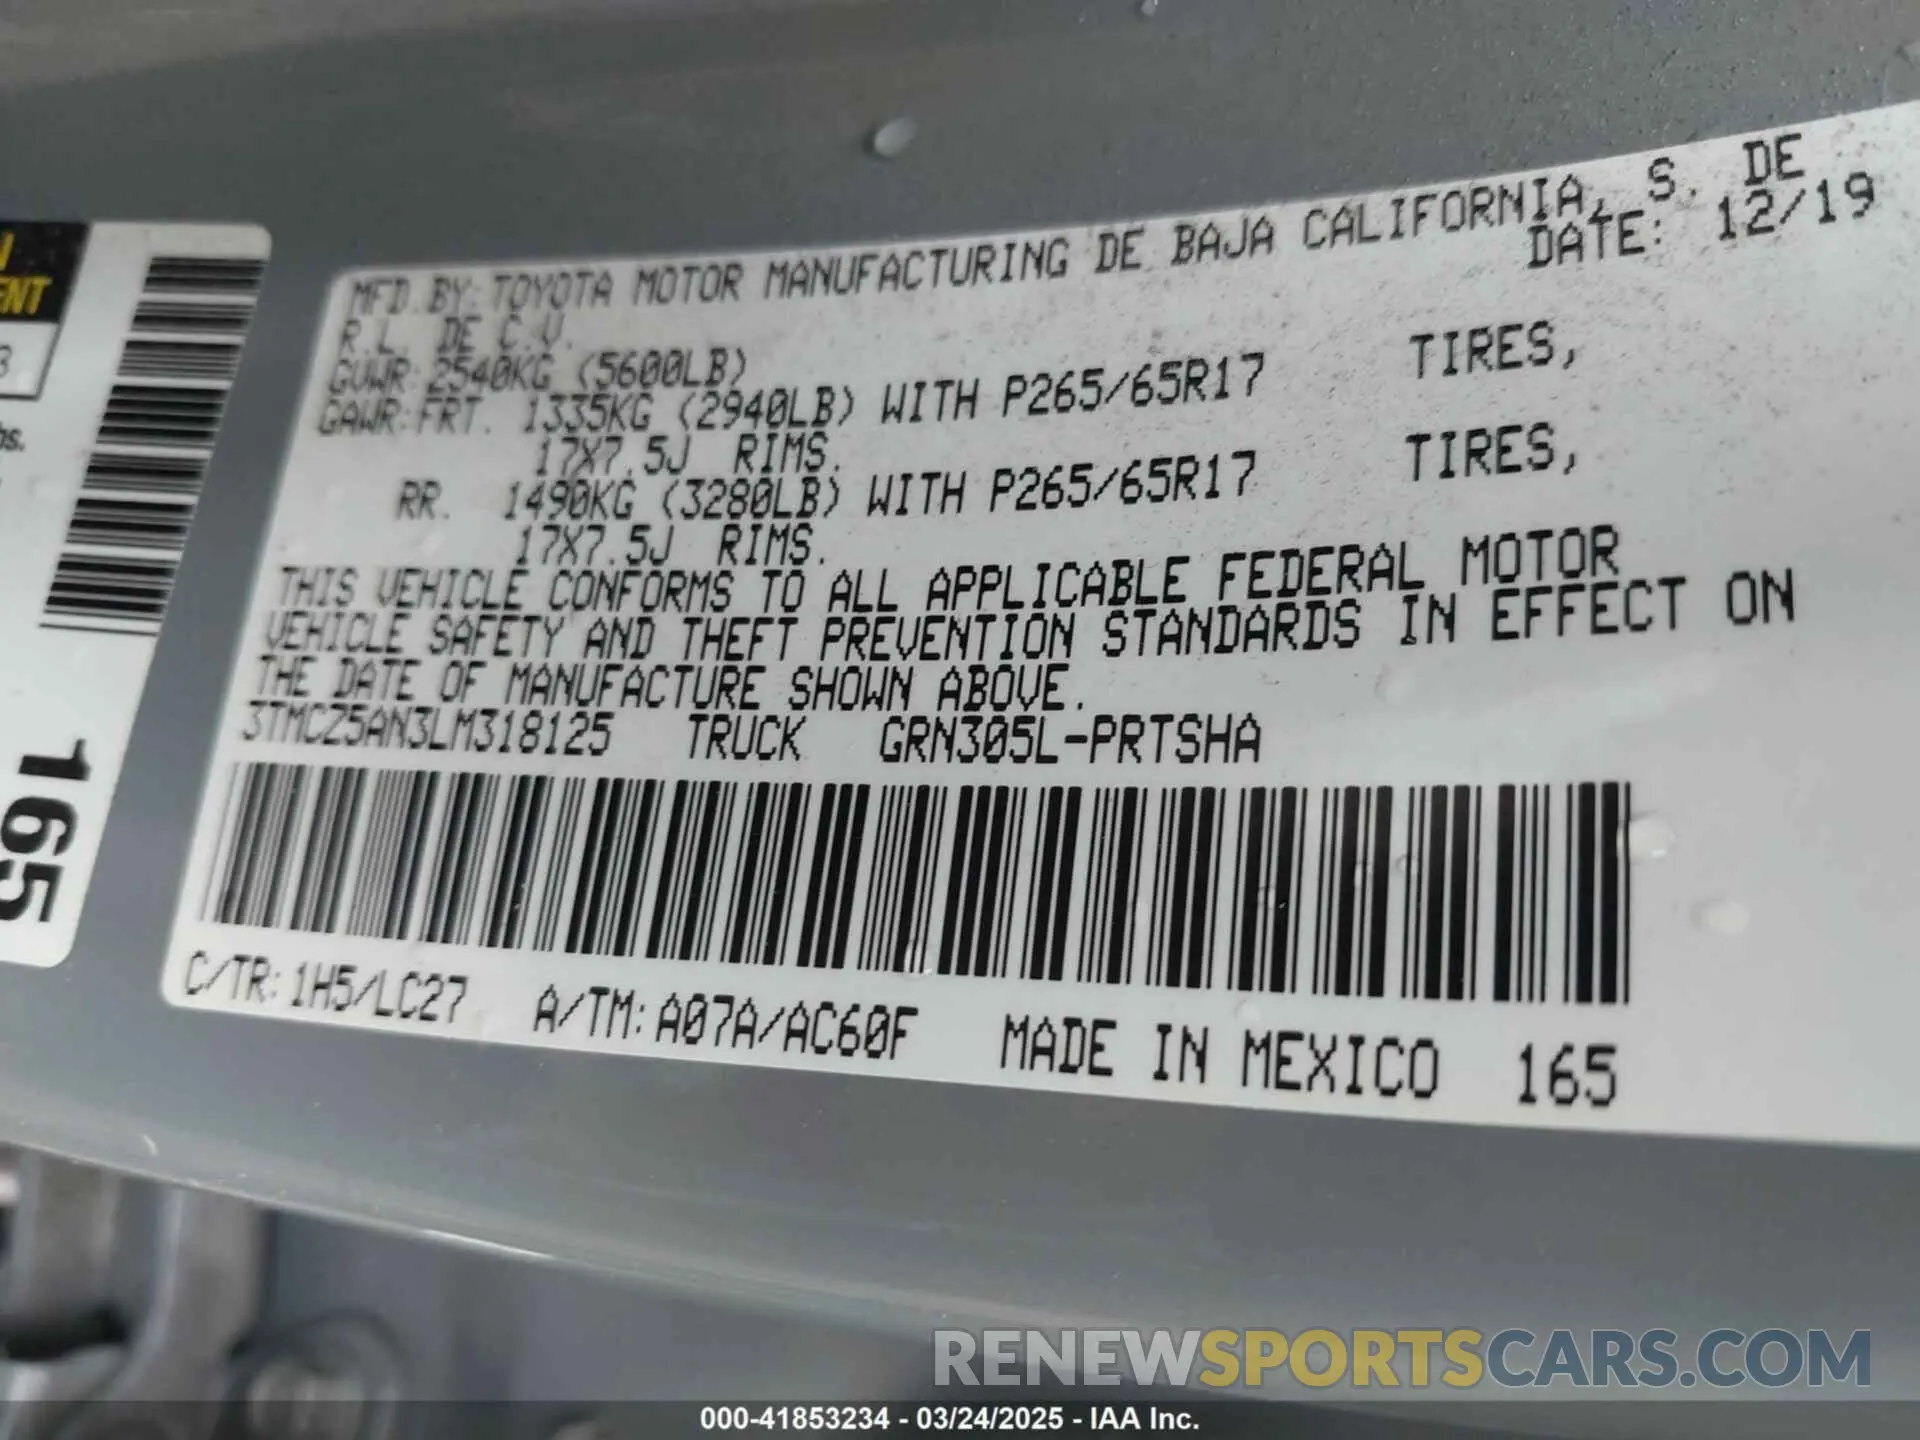 MFD. BY: TOYOTA MOTOR MANUFACTURING DE BAJA CALIFORNIA, S. DE
R.L. DE C.V. DATE: 12/19
GVWR: 2540KG (5600LB)
GAWR: FRT. 1335KG (2940LB) WITH P265/65R17 TIRES,
17X7.5J RIMS.
RR. 1490KG (3280LB) WITH P265/65R17 TIRES,
17X7.5J RIMS.
THIS VEHICLE CONFORMS TO ALL APPLICABLE FEDERAL MOTOR
VEHICLE SAFETY AND THEFT PREVENTION STANDARDS IN EFFECT ON
THE DATE OF MANUFACTURE SHOWN ABOVE.
3TMCZ5AN3LM318125 TRUCK GRN305L-PRTSHA
C/TR: 1H5/LC27 A/TM: A07A/AC60F MADE IN MEXICO 165
165
RENEWSPORTSCARS.COM
000-41853234 - 03/24/2025 - IAA Inc.